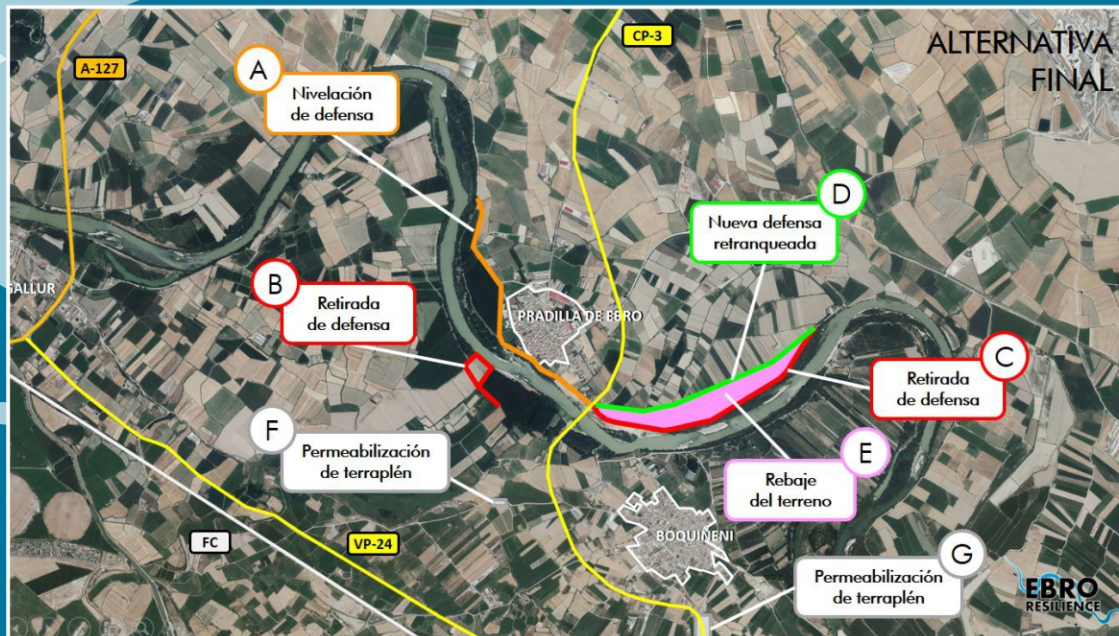 ALTERNATIVA
FINAL
CP-3
A-127
A
Nivelación
de defensa
D
Nueva defensa
retranqueada
B
Retirada
de defensa
GALLUR
PRADILLA DE EBRO
C
Retirada
de defensa
F
Permeabilización
de terraplén
E
Rebaje
del terreno
FC
VP-24
BOQUIÑENI
G
Permeabilización
de terraplén
EBRO
RESILIENCE